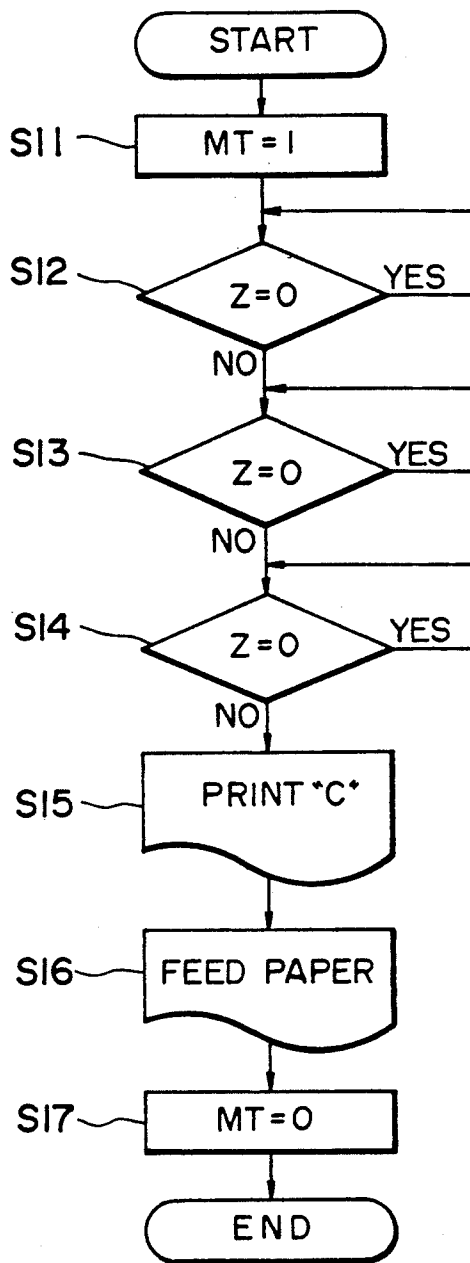 START
S11 MT=1
S12 Z=0 YES
NO
S13 Z=0 YES
NO
S14 Z=0 YES
NO
S15 PRINT "C"
S16 FEED PAPER
S17 MT=0
END